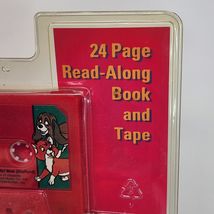 24 Page
Read-Along
Book
and
Tape